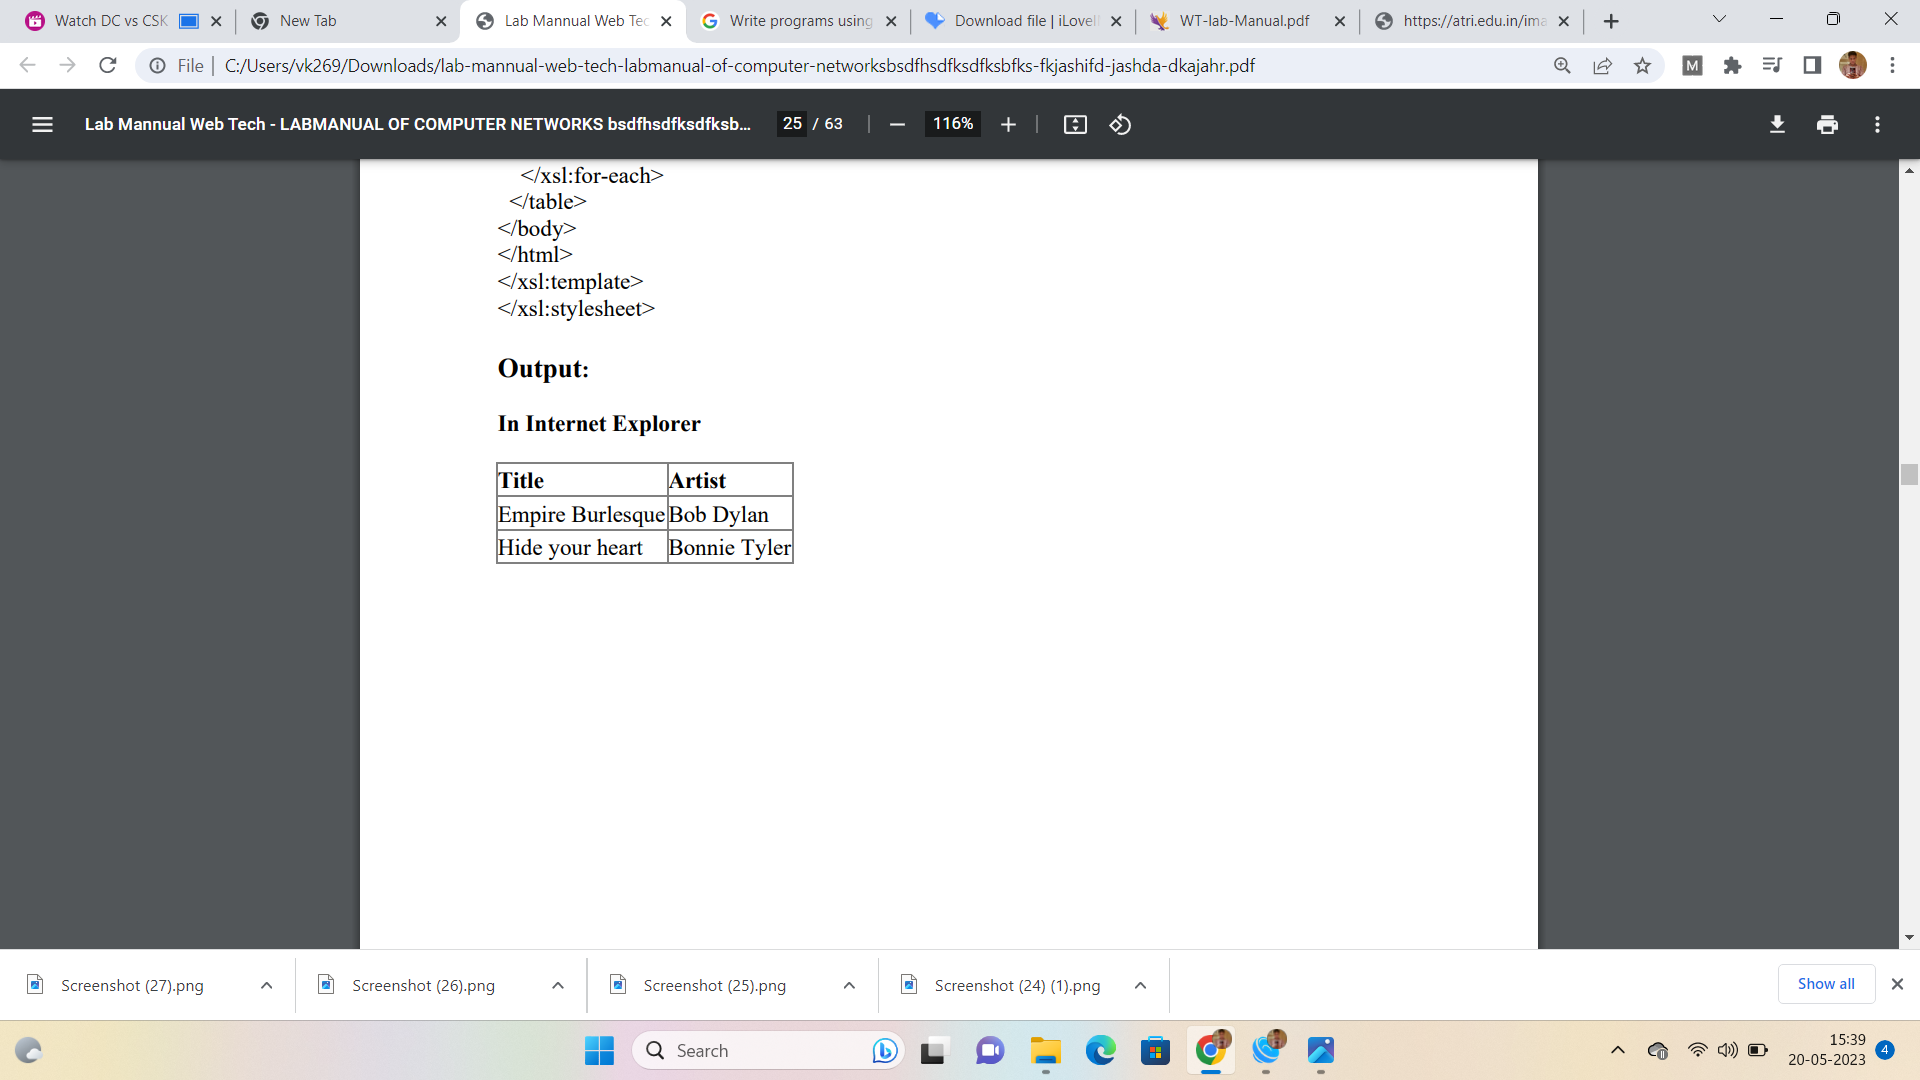 Watch DC vs CSK
New Tab
Lab Mannual Web Tec
Write programs using
Download file | iLoveI
WT-lab-Manual.pdf
https://atri.edu.in/ima
File
C:/Users/vk269/Downloads/lab-mannual-web-tech-labmanual-of-computer-networksbsdfhsdfksdfksbfks-fkjashifd-jashda-dkajahr.pdf
M
Lab Mannual Web Tech - LABMANUAL OF COMPUTER NETWORKS bsdfhsdfksdfksb...
25 / 63
116%
</xsl:for-each>
</table>
</body>
</html>
</xsl:template>
</xsl:stylesheet>
Output:
In Internet Explorer
Title Artist
Empire Burlesque Bob Dylan
Hide your heart Bonnie Tyler
Screenshot (27).png
Screenshot (26).png
Screenshot (25).png
Screenshot (24) (1).png
Show all
Search
15:39
20-05-2023
4